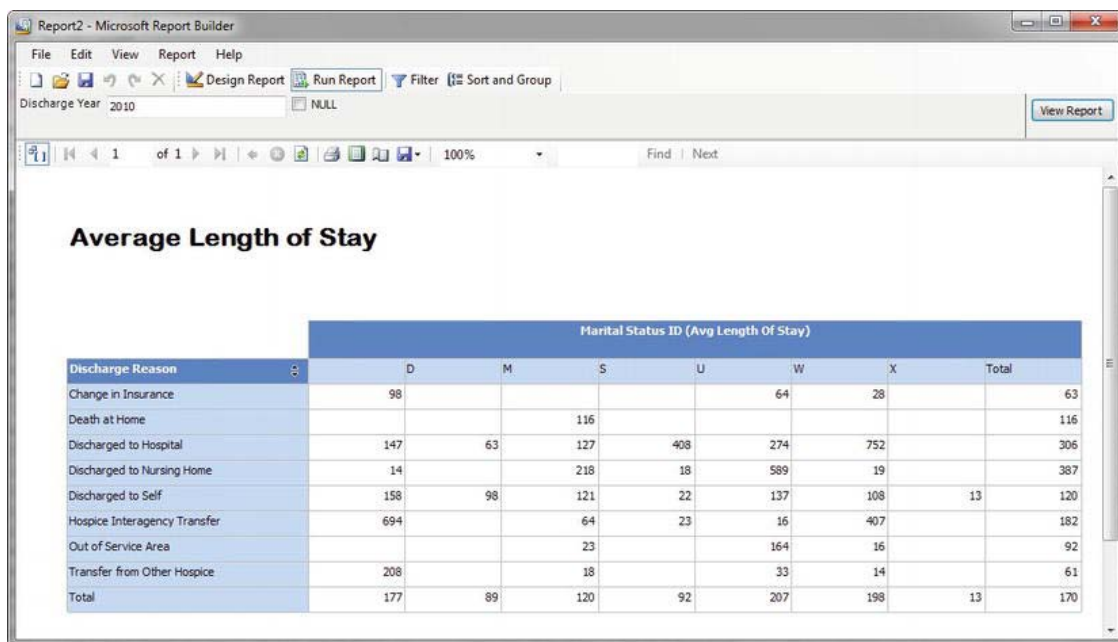 Report2 - Microsoft Report Builder
File Edit View Report Help
Design Report Run Report Filter Sort and Group
Discharge Year 2010 NULL View Report
1 of 1 100% Find | Next
Average Length of Stay
Marital Status ID (Avg Length Of Stay)
Discharge Reason D M S U W X Total
Change in Insurance 98 64 28 63
Death at Home 116 116
Discharged to Hospital 147 63 127 408 274 752 306
Discharged to Nursing Home 14 218 18 589 19 387
Discharged to Self 158 98 121 22 137 108 13 120
Hospice Interagency Transfer 694 64 23 16 407 182
Out of Service Area 23 164 16 92
Transfer from Other Hospice 208 18 33 14 61
Total 177 89 120 92 207 198 13 170